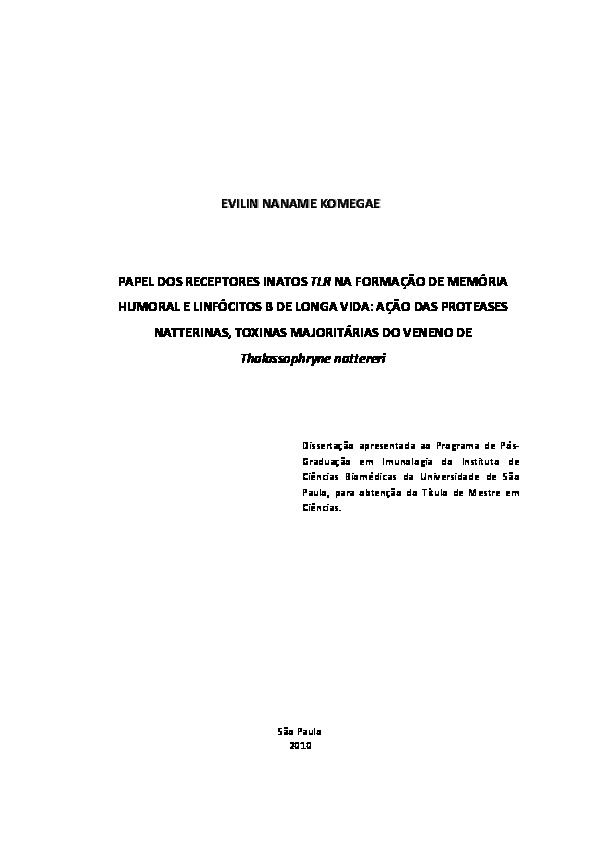 EVILIN NANAME KOMEGAE
PAPEL DOS RECEPTORES INATOS TLR NA FORMAÇÃO DE MEMÓRIA
HUMORAL E LINFÓCITOS B DE LONGA VIDA: AÇÃO DAS PROTEASES
NATTERINAS, TOXINAS MAJORITÁRIAS DO VENENO DE
Thalassophryne nattereri
Dissertação apresentada ao Programa de Pós-
Graduação em Imunologia do Instituto de
Ciências Biomédicas da Universidade de São
Paulo, para obtenção do Título de Mestre em
Ciências.
São Paulo
2010